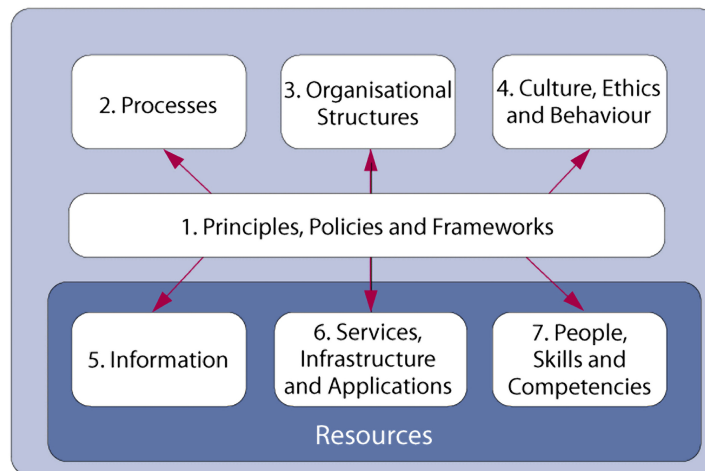 2. Processes
3. Organisational
Structures
4. Culture, Ethics
and Behaviour
1. Principles, Policies and Frameworks
5. Information
6. Services,
Infrastructure
and Applications
7. People,
Skills and
Competencies
Resources